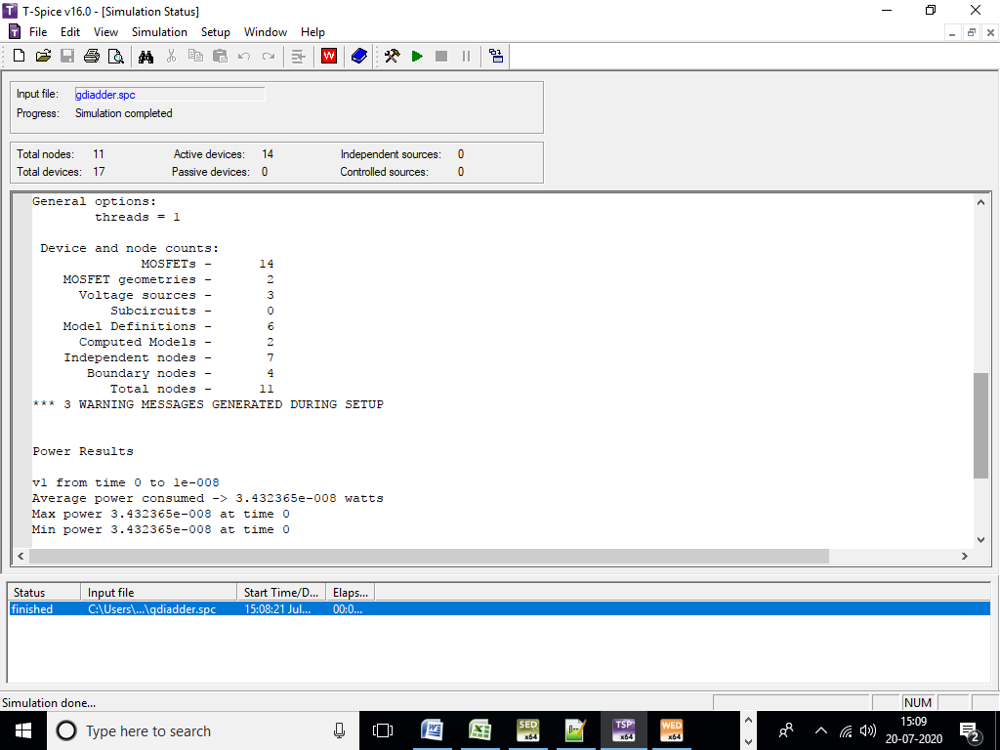 T-Spice v16.0 - [Simulation Status]
File Edit View Simulation Setup Window Help
Input file: gdiadder.spc
Progress: Simulation completed
Total nodes: 11 Active devices: 14 Independent sources: 0
Total devices: 17 Passive devices: 0 Controlled sources: 0
General options:
threads = 1
Device and node counts:
MOSFETs - 14
MOSFET geometries - 2
Voltage sources - 3
Subcircuits - 0
Model Definitions - 6
Computed Models - 2
Independent nodes - 7
Boundary nodes - 4
Total nodes - 11
*** 3 WARNING MESSAGES GENERATED DURING SETUP
Power Results
v1 from time 0 to 1e-008
Average power consumed -> 3.432365e-008 watts
Max power 3.432365e-008 at time 0
Min power 3.432365e-008 at time 0
Status Input file Start Time/D... Elaps...
finished C:\Users\...\gdiadder.spc 15:08:21 Jul... 00:0...
Simulation done...
NUM
Type here to search
SED x64
TSP x64
WED x64
15:09
20-07-2020
2